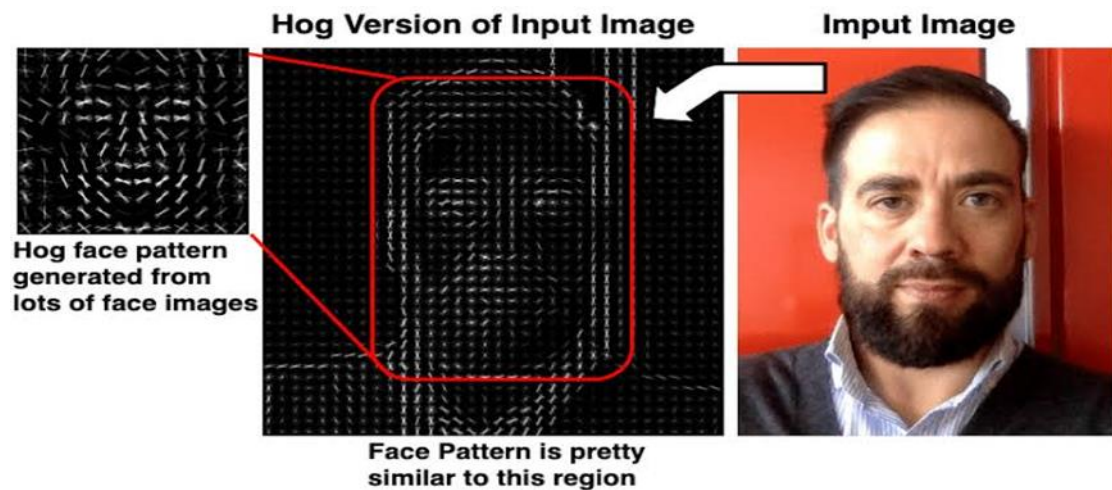 Hog Version of Input Image
Imput Image
Hog face pattern
generated from
lots of face images
Face Pattern is pretty
similar to this region